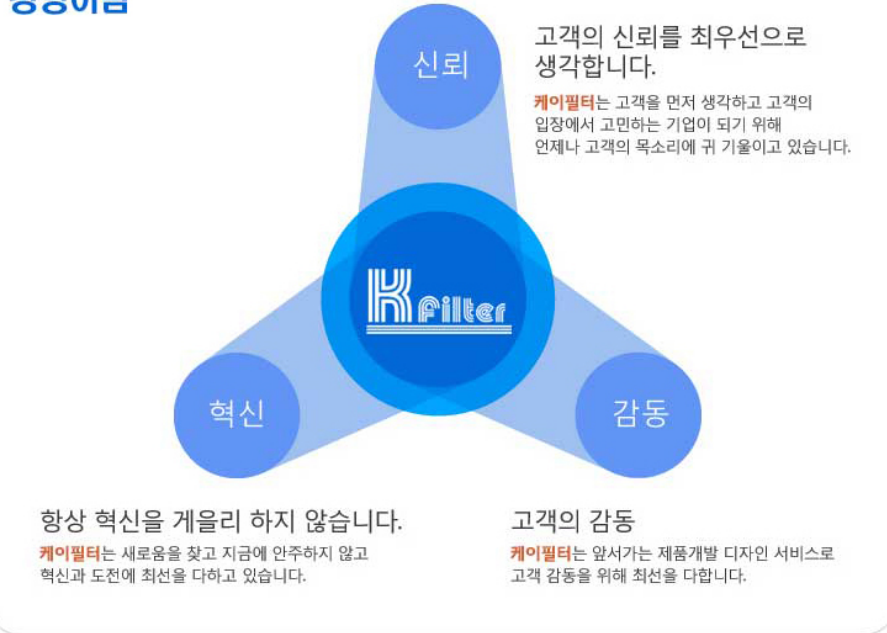 신뢰
고객의 신뢰를 최우선으로
생각합니다.
케이필터는 고객을 먼저 생각하고 고객의
입장에서 고민하는 기업이 되기 위해
언제나 고객의 목소리에 귀 기울이고 있습니다.
K filter
혁신
감동
항상 혁신을 게을리 하지 않습니다.
케이필터는 새로움을 찾고 지금에 안주하지 않고
혁신과 도전에 최선을 다하고 있습니다.
고객의 감동
케이필터는 앞서가는 제품개발 디자인 서비스로
고객 감동을 위해 최선을 다합니다.